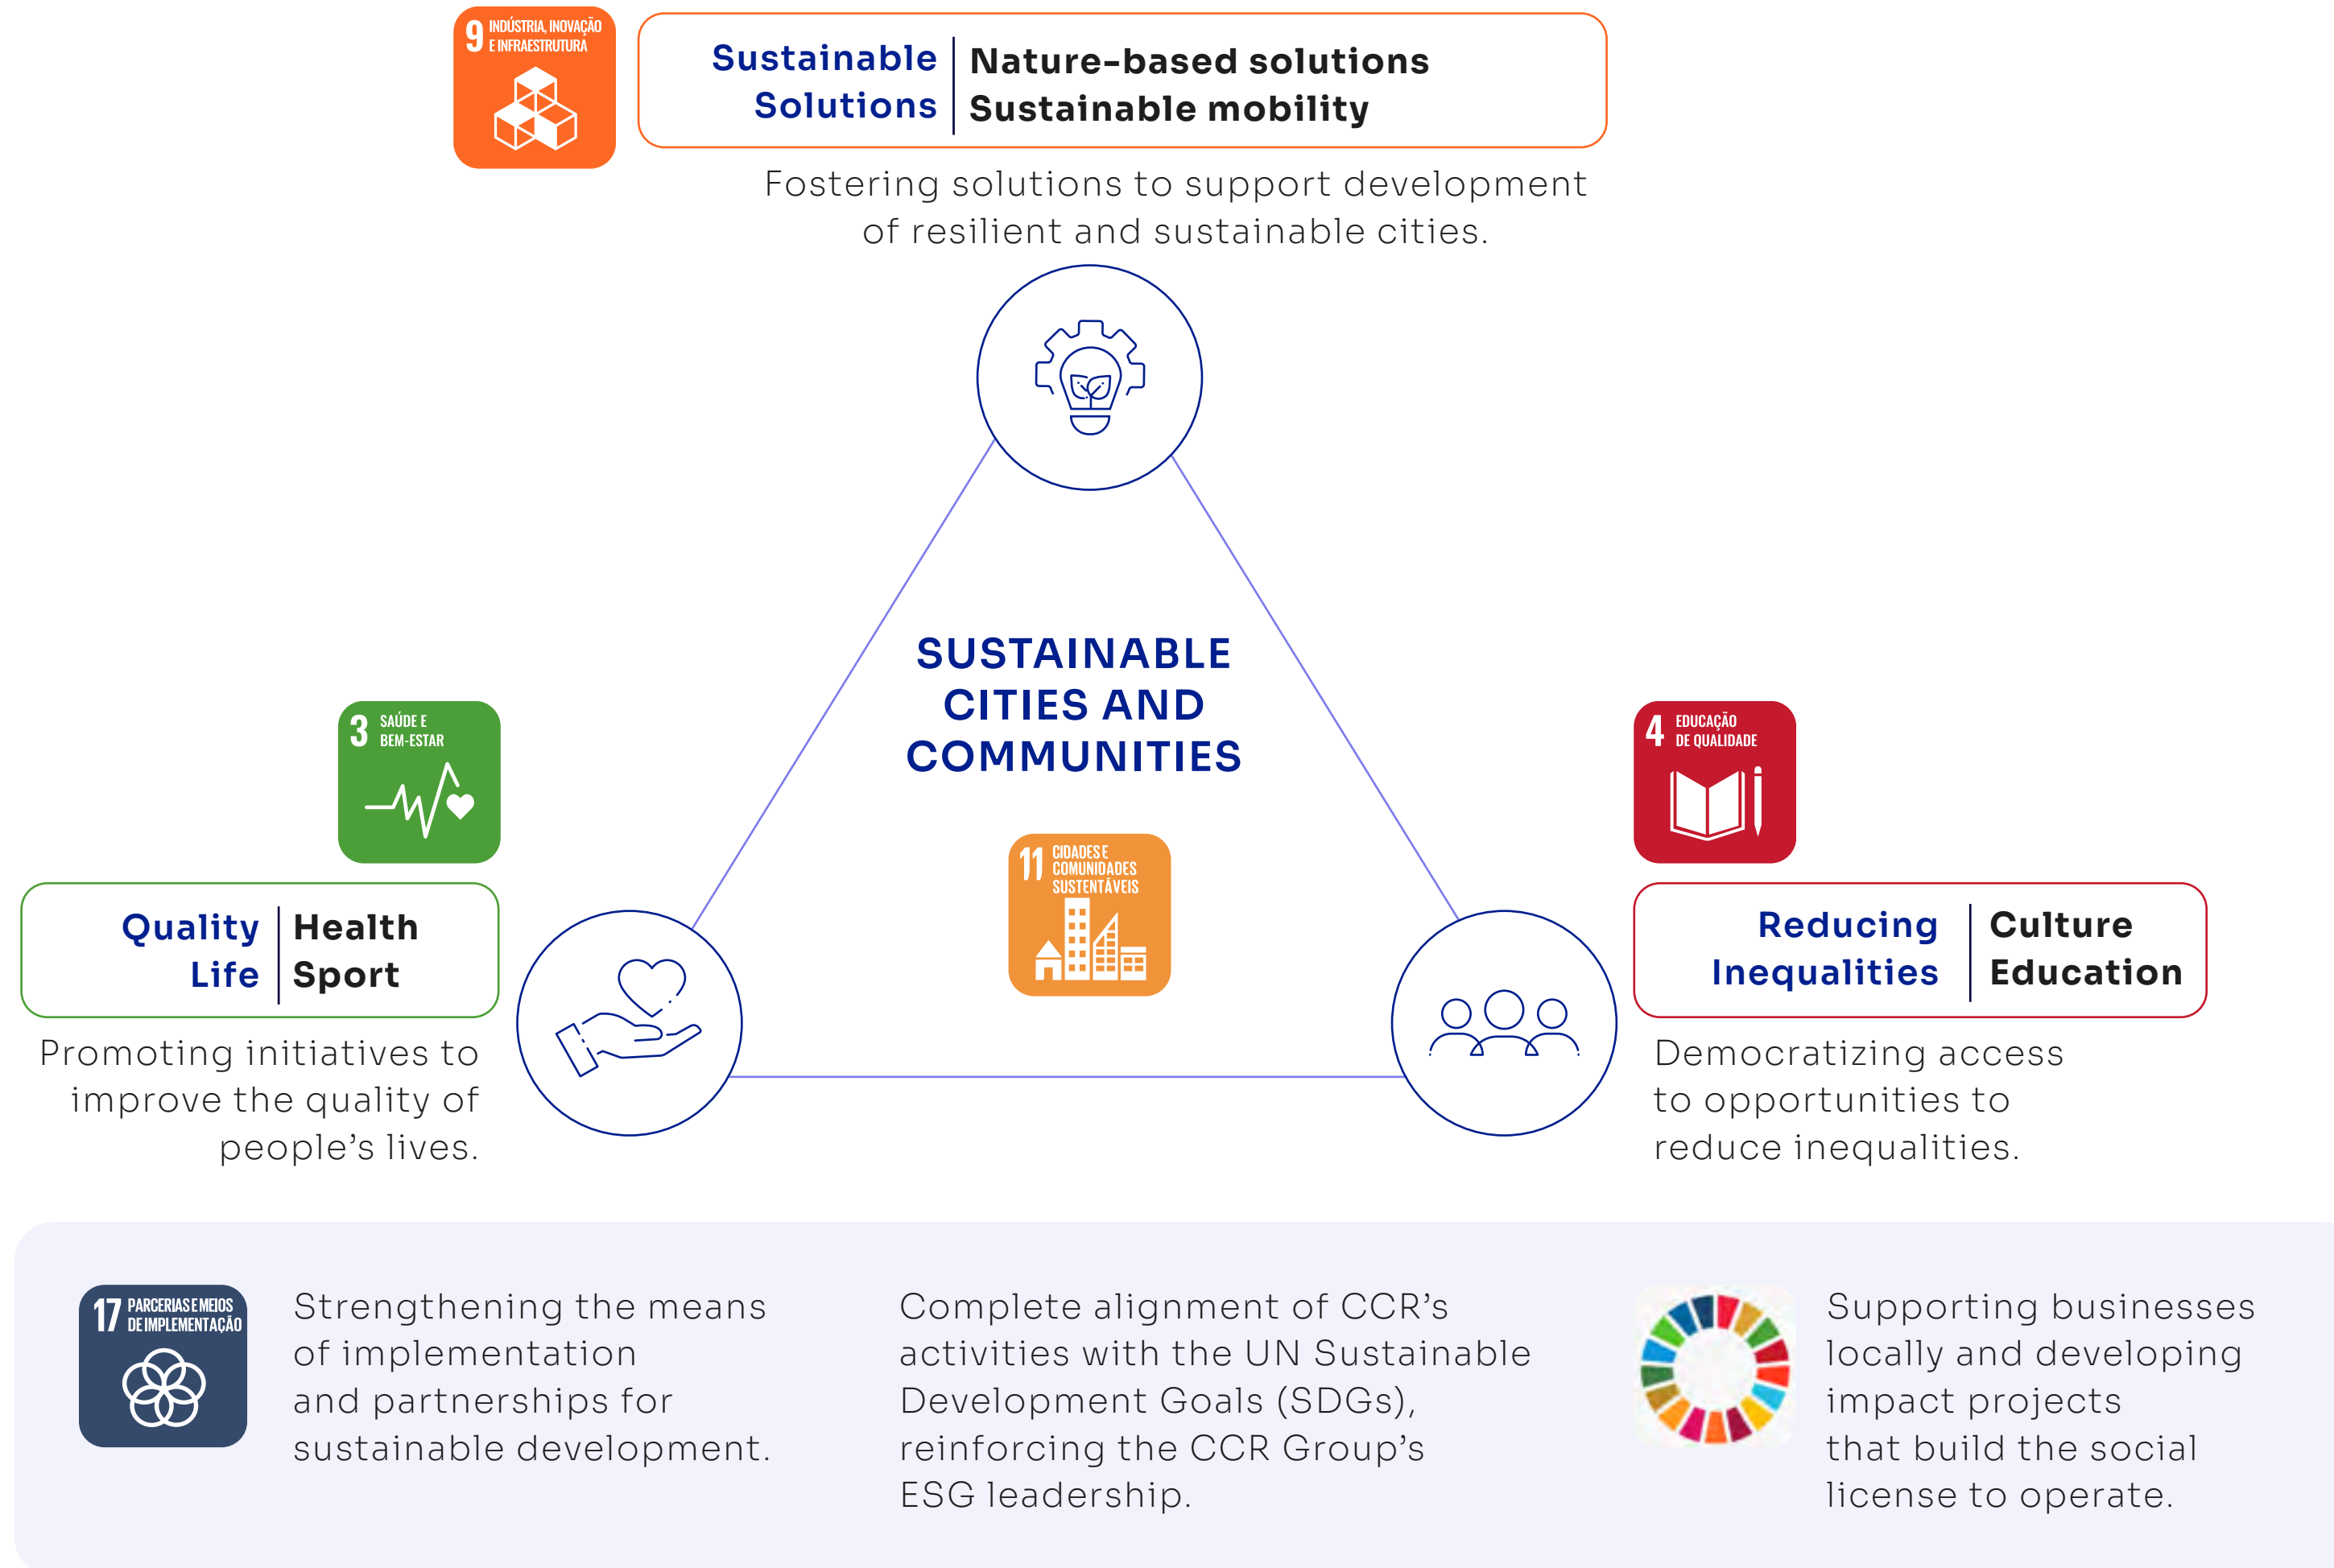 9 INDÚSTRIA, INOVAÇÃO
E INFRAESTRUTURA
Sustainable
Solutions
Nature-based solutions
Sustainable mobility
Fostering solutions to support development
of resilient and sustainable cities.
SUSTAINABLE
CITIES AND
COMMUNITIES
11 CIDADES E
COMUNIDADES
SUSTENTÁVEIS
3 SAÚDE E
BEM-ESTAR
Quality
Life
Health
Sport
Promoting initiatives to
improve the quality of
people’s lives.
4 EDUCAÇÃO
DE QUALIDADE
Reducing
Inequalities
Culture
Education
Democratizing access
to opportunities to
reduce inequalities.
17 PARCERIAS E MEIOS
DE IMPLEMENTAÇÃO
Strengthening the means
of implementation
and partnerships for
sustainable development.
Complete alignment of CCR’s
activities with the UN Sustainable
Development Goals (SDGs),
reinforcing the CCR Group’s
ESG leadership.
Supporting businesses
locally and developing
impact projects
that build the social
license to operate.